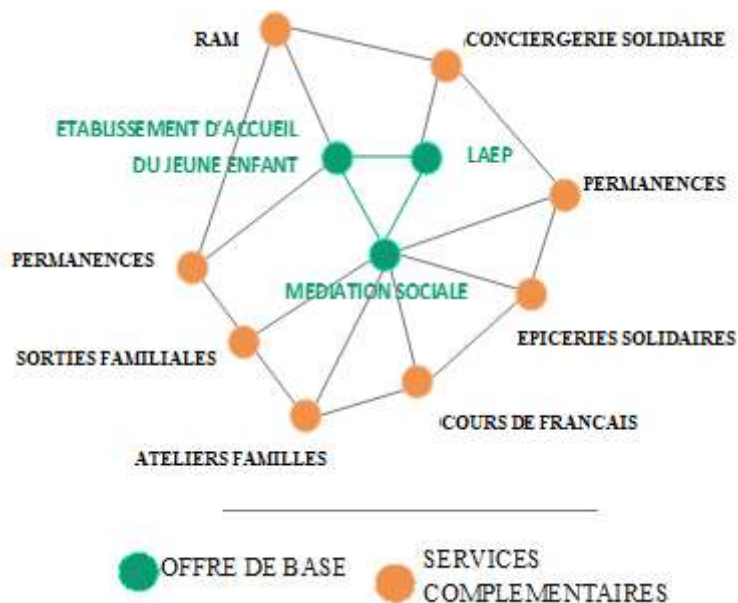 RAM
CONCIERGERIE SOLIDAIRE
ETABLISSEMENT D'ACCUEIL
DU JEUNE ENFANT
LAEP
PERMANENCES
PERMANENCES
MEDIATION SOCIALE
SORTIES FAMILIALES
EPICERIES SOLIDAIRES
COURS DE FRANCAIS
ATELIERS FAMILLES
OFFRE DE BASE
SERVICES
COMPLEMENTAIRES